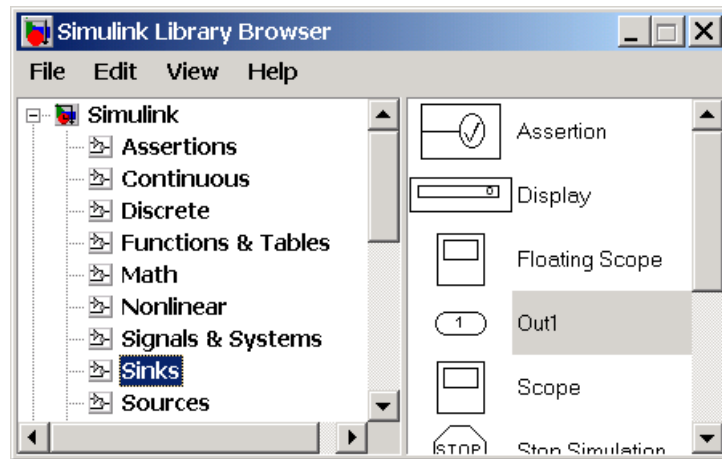 Simulink Library Browser
File Edit View Help
Simulink
Assertions
Continuous
Discrete
Functions & Tables
Math
Nonlinear
Signals & Systems
Sinks
Sources
Assertion
0
Display
Floating Scope
1
Out1
Scope
STOP
Stop Simulation